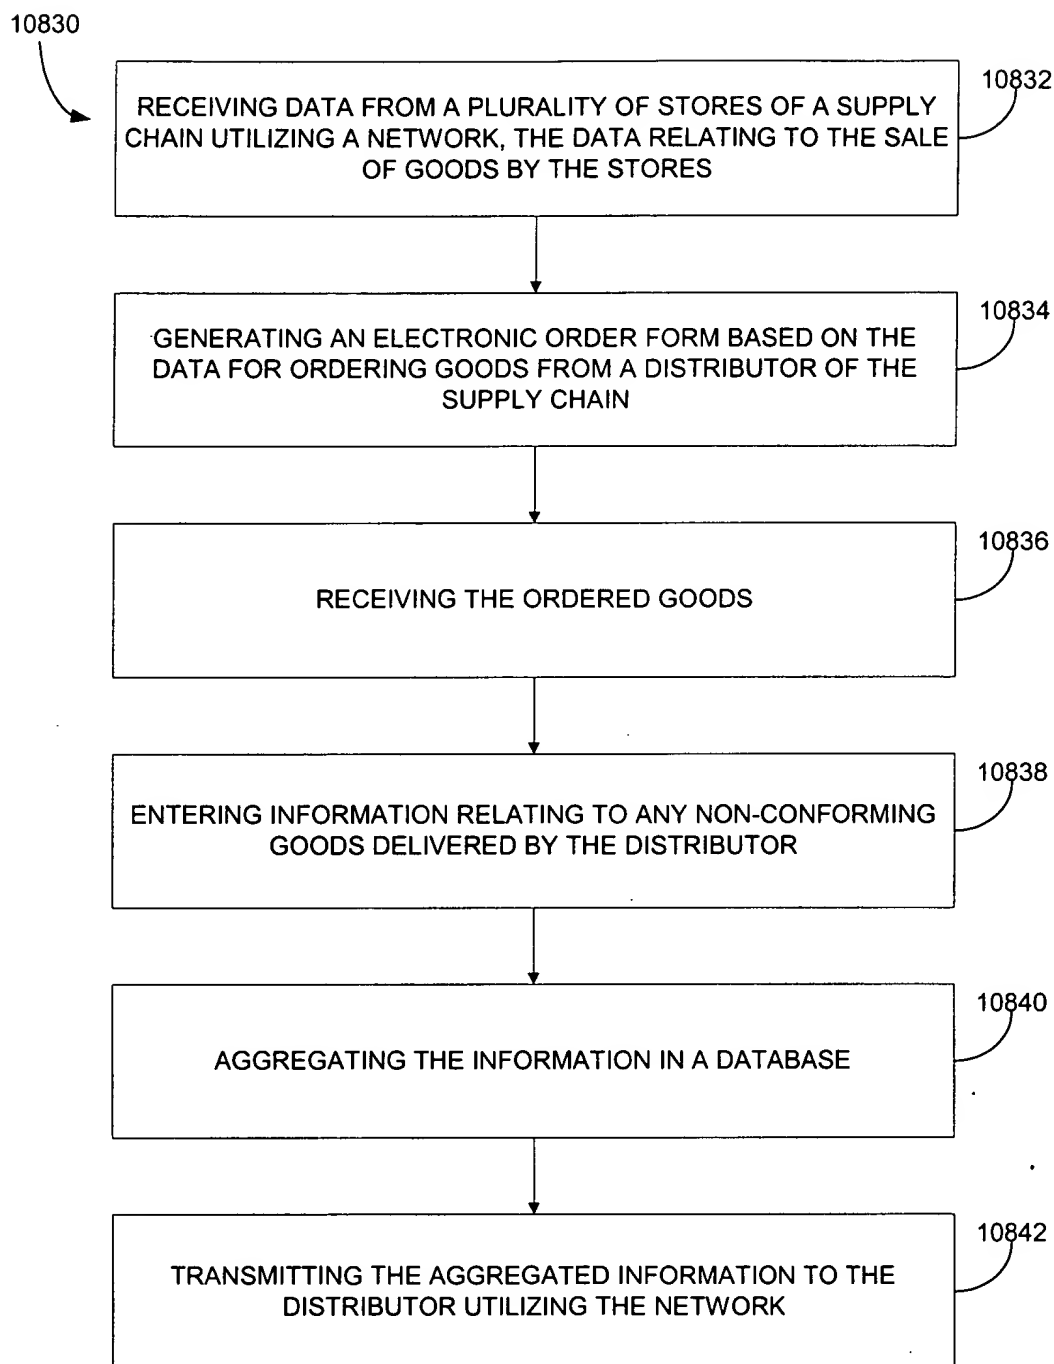 10830
10832
RECEIVING DATA FROM A PLURALITY OF STORES OF A SUPPLY
CHAIN UTILIZING A NETWORK, THE DATA RELATING TO THE SALE
OF GOODS BY THE STORES
10834
GENERATING AN ELECTRONIC ORDER FORM BASED ON THE
DATA FOR ORDERING GOODS FROM A DISTRIBUTOR OF THE
SUPPLY CHAIN
10836
RECEIVING THE ORDERED GOODS
10838
ENTERING INFORMATION RELATING TO ANY NON-CONFORMING
GOODS DELIVERED BY THE DISTRIBUTOR
10840
AGGREGATING THE INFORMATION IN A DATABASE
10842
TRANSMITTING THE AGGREGATED INFORMATION TO THE
DISTRIBUTOR UTILIZING THE NETWORK